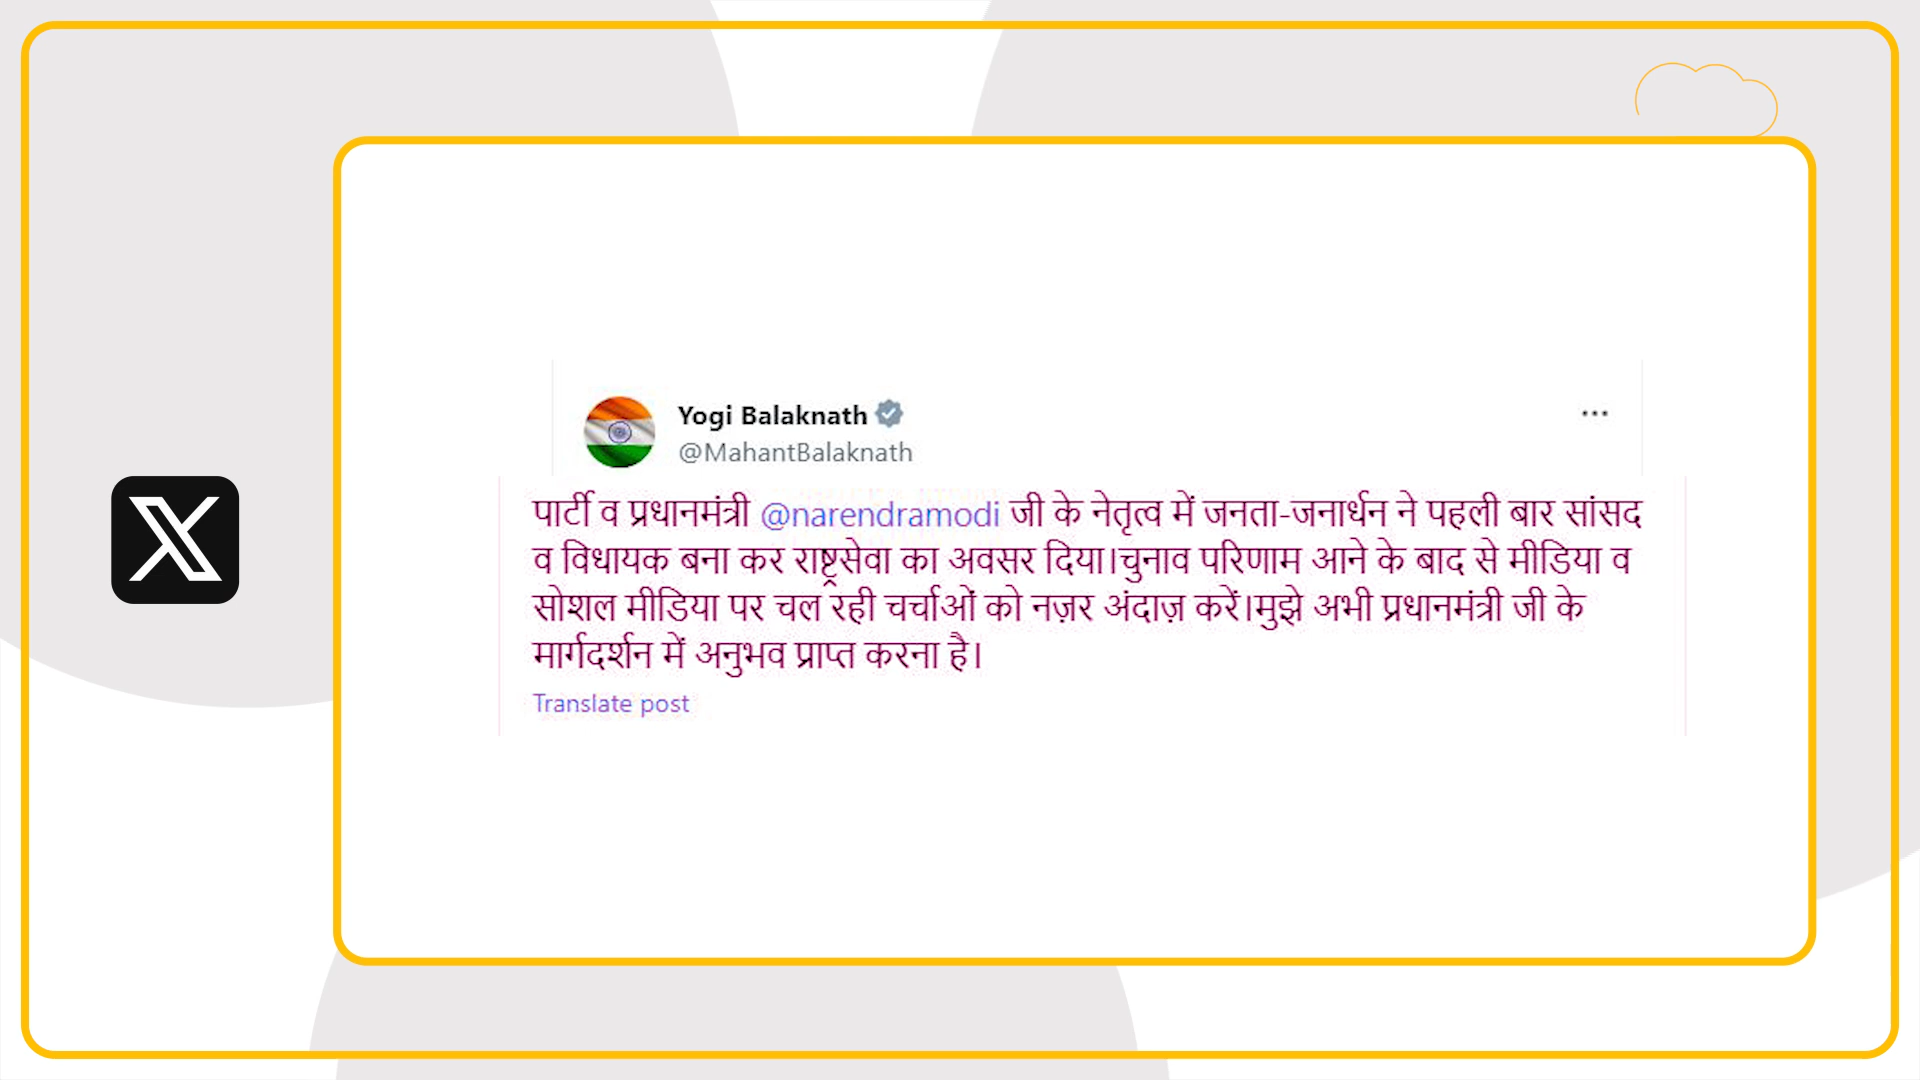 Yogi Balaknath
@MahantBalaknath
पार्टी व प्रधानमंत्री @narendramodi जी के नेतृत्व में जनता-जनार्धन ने पहली बार सांसद
व विधायक बना कर राष्ट्रसेवा का अवसर दिया।चुनाव परिणाम आने के बाद से मीडिया व
सोशल मीडिया पर चल रही चर्चाओं को नज़र अंदाज़ करें।मुझे अभी प्रधानमंत्री जी के
मार्गदर्शन में अनुभव प्राप्त करना है।
Translate post